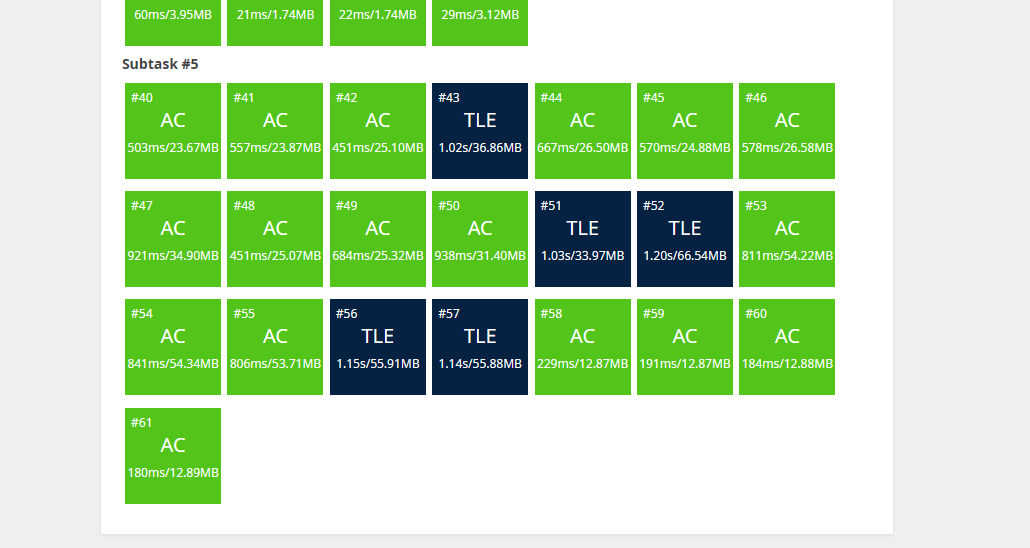 60ms/3.95MB 21ms/1.74MB 22ms/1.74MB 29ms/3.12MB
Subtask #5
#40 #41 #42 #43 #44 #45 #46
AC AC AC TLE AC AC AC
503ms/23.67MB 557ms/23.87MB 451ms/25.10MB 1.02s/36.86MB 667ms/26.50MB 570ms/24.88MB 578ms/26.58MB
#47 #48 #49 #50 #51 #52 #53
AC AC AC AC TLE TLE AC
921ms/34.90MB 451ms/25.07MB 684ms/25.32MB 938ms/31.40MB 1.03s/33.97MB 1.20s/66.54MB 811ms/54.22MB
#54 #55 #56 #57 #58 #59 #60
AC AC TLE TLE AC AC AC
841ms/54.34MB 806ms/53.71MB 1.15s/55.91MB 1.14s/55.88MB 229ms/12.87MB 191ms/12.87MB 184ms/12.88MB
#61
AC
180ms/12.89MB